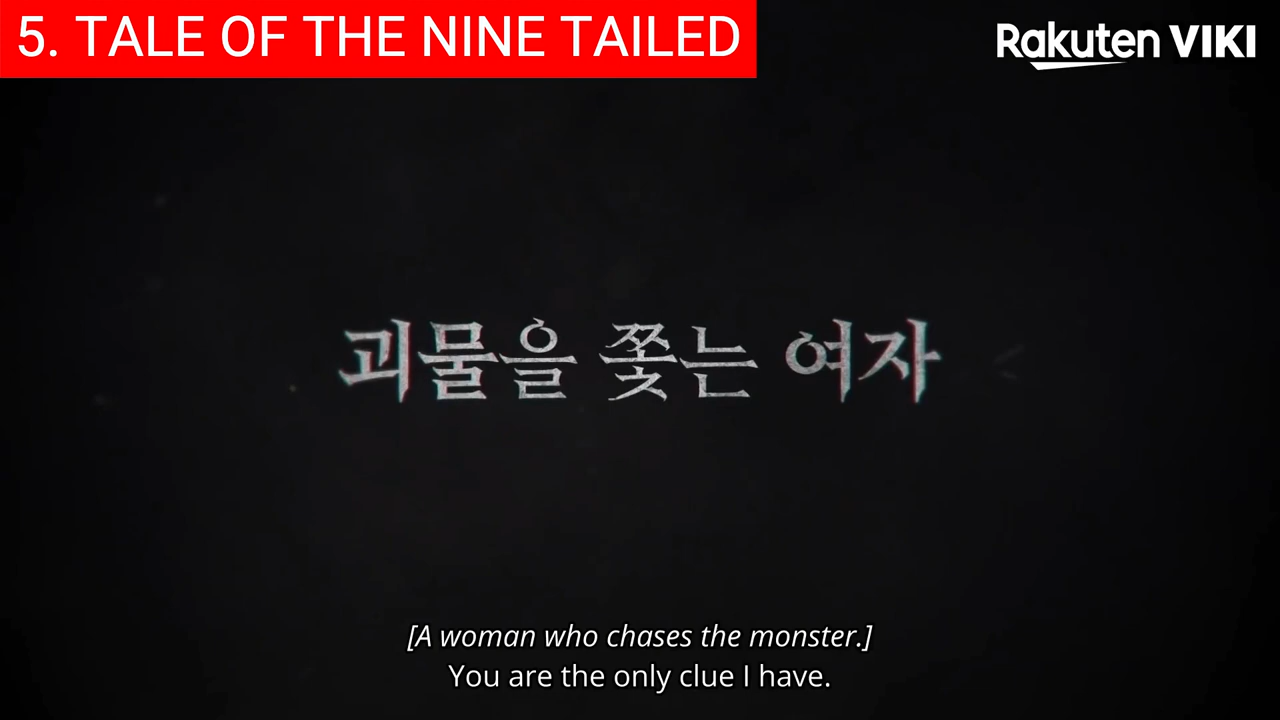 5. TALE OF THE NINE TAILED
Rakuten VIKI
괴물을 쫓는 여자
[A woman who chases the monster.]
You are the only clue I have.